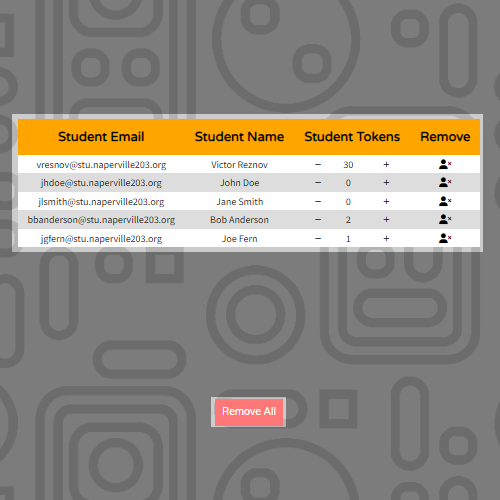 Student Email Student Name Student Tokens Remove
vresnov@stu.naperville203.org Victor Reznov − 30 +
jhdoe@stu.naperville203.org John Doe − 0 +
jlsmith@stu.naperville203.org Jane Smith − 0 +
bbanderson@stu.naperville203.org Bob Anderson − 2 +
jgfern@stu.naperville203.org Joe Fern − 1 +
Remove All